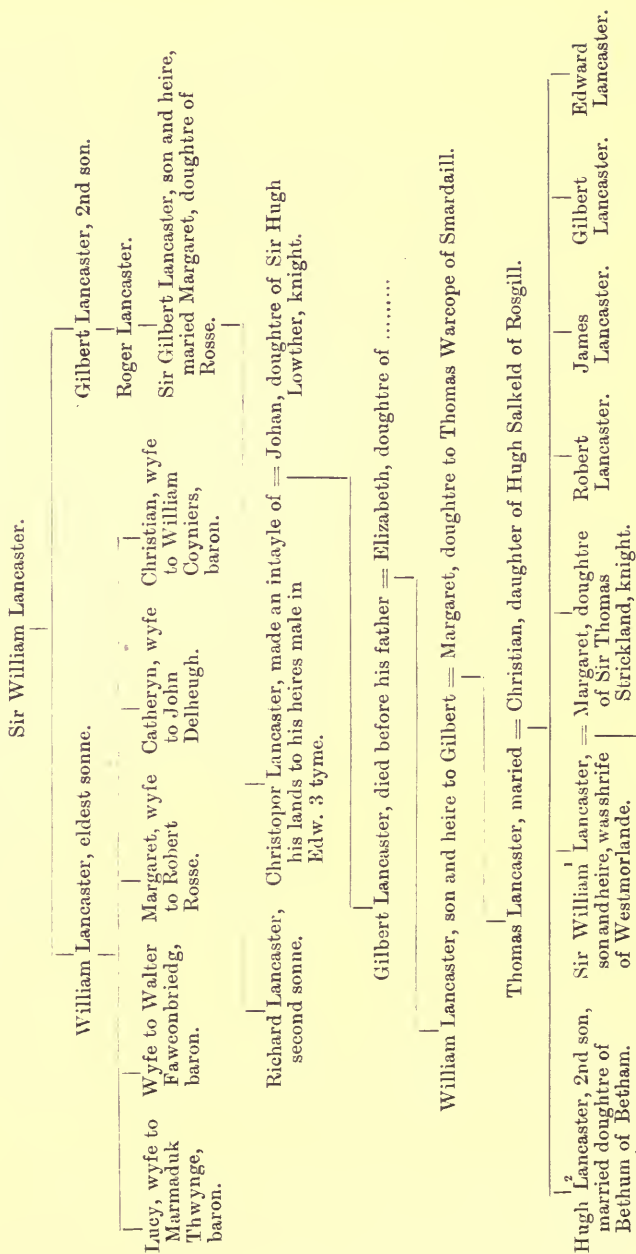 Sir William Lancaster.
William Lancaster, eldest sonne.
Gilbert Lancaster, 2nd son.
Roger Lancaster.
Sir Gilbert Lancaster, son and heire,
maried Margaret, doughtre of
Rosse.
Lucy, wyfe to
Marmaduk
Thwynge,
baron.
Wyfe to Walter
Fawconbriedg,
baron.
Margaret, wyfe
to Robert
Rosse.
Catheryn, wyfe
to John
Delheugh.
Christian, wyfe
to William
Coyniers,
baron.
Richard Lancaster,
second sonne.
Christopor Lancaster, made an intayle of = Johan, doughtre of Sir Hugh
his lands to his heires male in
Edw. 3 tyme.
Lowther, knight.
Gilbert Lancaster, died before his father = Elizabeth, doughtre of .........
William Lancaster, son and heire to Gilbert = Margaret, doughtre to Thomas Warcope of Smardaill.
Thomas Lancaster, maried = Christian, daughter of Hugh Salkeld of Rosgill.
2
Hugh Lancaster, 2nd son,
married doughtre of
Bethum of Betham.
1
Sir William Lancaster, =
son and heire, was shrife
of Westmorlande.
Margaret, doughtre
of Sir Thomas
Strickland, knight.
Robert
Lancaster.
James
Lancaster.
Gilbert
Lancaster.
Edward
Lancaster.